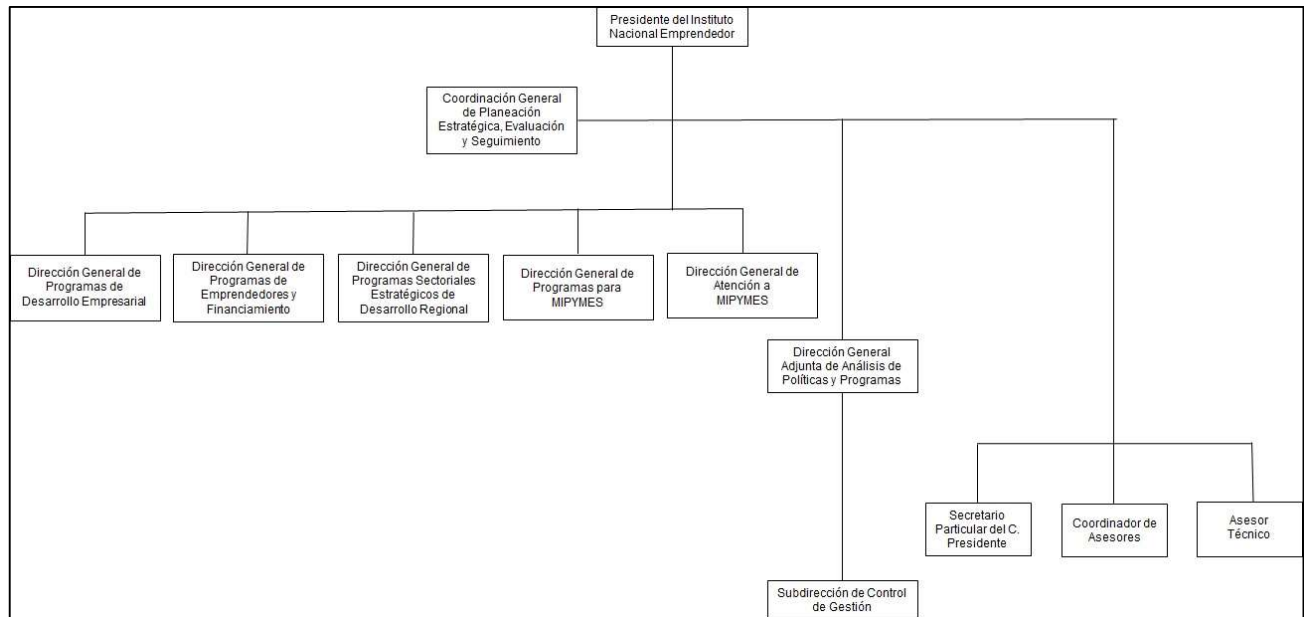 Presidente del Instituto
Nacional Emprendedor
Coordinación General
de Planeación
Estratégica, Evaluación
y Seguimiento
Dirección General de
Programas de
Desarrollo Empresarial
Dirección General de
Programas de
Emprendedores y
Financiamiento
Dirección General de
Programas Sectoriales
Estratégicos de
Desarrollo Regional
Dirección General de
Programas para
MIPYMES
Dirección General de
Atención a
MIPYMES
Dirección General
Adjunta de Análisis de
Políticas y Programas
Secretario
Particular del C.
Presidente
Coordinador de
Asesores
Asesor
Técnico
Subdirección de Control
de Gestión